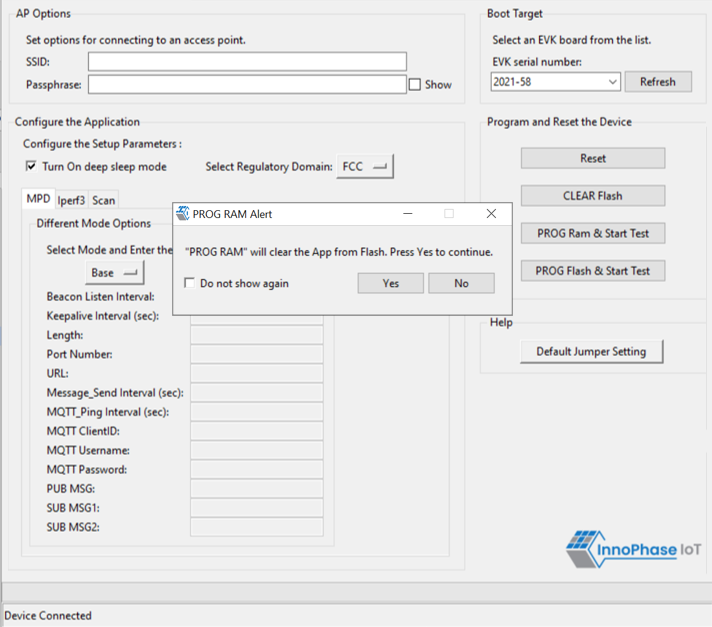 AP Options
Set options for connecting to an access point.
SSID:
Passphrase:
Show
Boot Target
Select an EVK board from the list.
EVK serial number:
2021-58
Refresh
Configure the Application
Configure the Setup Parameters :
Turn On deep sleep mode
Select Regulatory Domain:
FCC
MPD
Iperf3
Scan
Different Mode Options
Select Mode and Enter the
Base
Beacon Listen Interval:
Keepalive Interval (sec):
Length:
Port Number:
URL:
Message_Send Interval (sec):
MQTT_Ping Interval (sec):
MQTT ClientID:
MQTT Username:
MQTT Password:
PUB MSG:
SUB MSG1:
SUB MSG2:
PROG RAM Alert
"PROG RAM" will clear the App from Flash. Press Yes to continue.
Do not show again
Yes
No
Program and Reset the Device
Reset
CLEAR Flash
PROG Ram & Start Test
PROG Flash & Start Test
Help
Default Jumper Setting
InnoPhase IoT
Device Connected